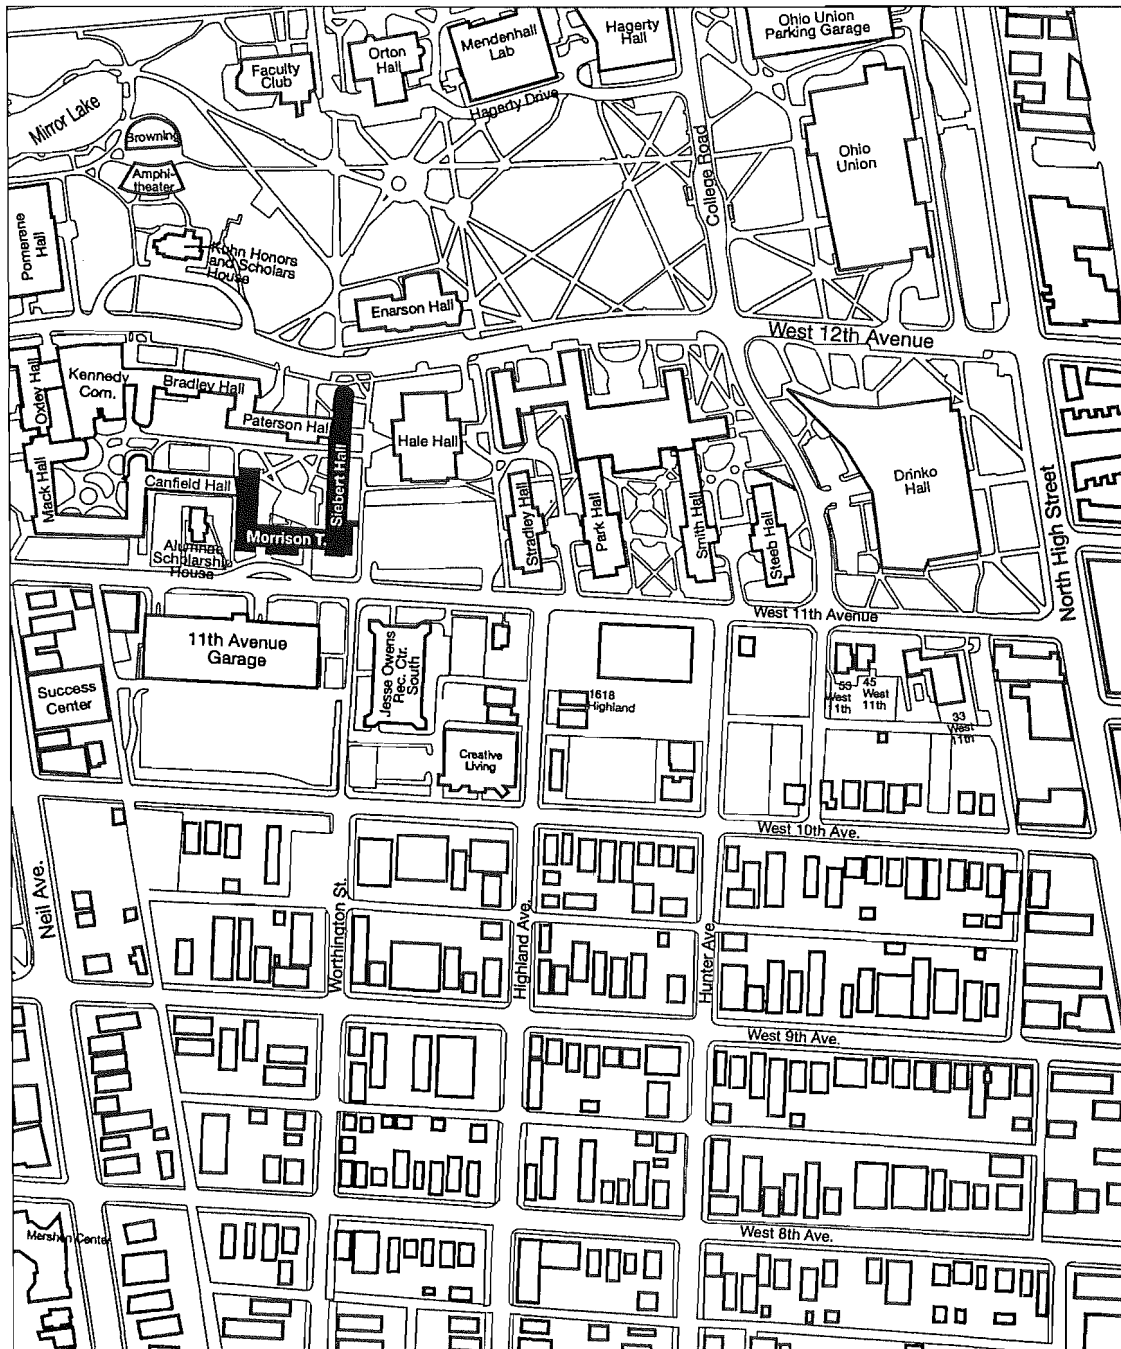 Ohio Union
Parking Garage
Hagerty
Hall
Mendenhall
Lab
Orton
Hall
Faculty
Club
Hagerty Drive
Mirror Lake
Browning
Amphi-
theater
College Road
Ohio
Union
Pomerene
Hall
Kuhn Honors
and Scholars
House
Enarson Hall
West 12th Avenue
Oxley Hall
Kennedy
Com.
Bradley Hall
Paterson Hall
Hale Hall
Mack Hall
Canfield Hall
Siebert Hall
Morrison T.
Alumnae
Scholarship
House
Stradley Hall
Park Hall
Smith Hall
Steeb Hall
Drinko
Hall
North High Street
West 11th Avenue
11th Avenue
Garage
Jesse Owens
Rec. Ctr.
South
Success
Center
1618
Highland
53
West
11th
45
West
11th
33
West
11th
Creative
Living
West 10th Ave.
Neil Ave.
Worthington St.
Highland Ave.
Hunter Ave.
West 9th Ave.
West 8th Ave.
Mershon Center